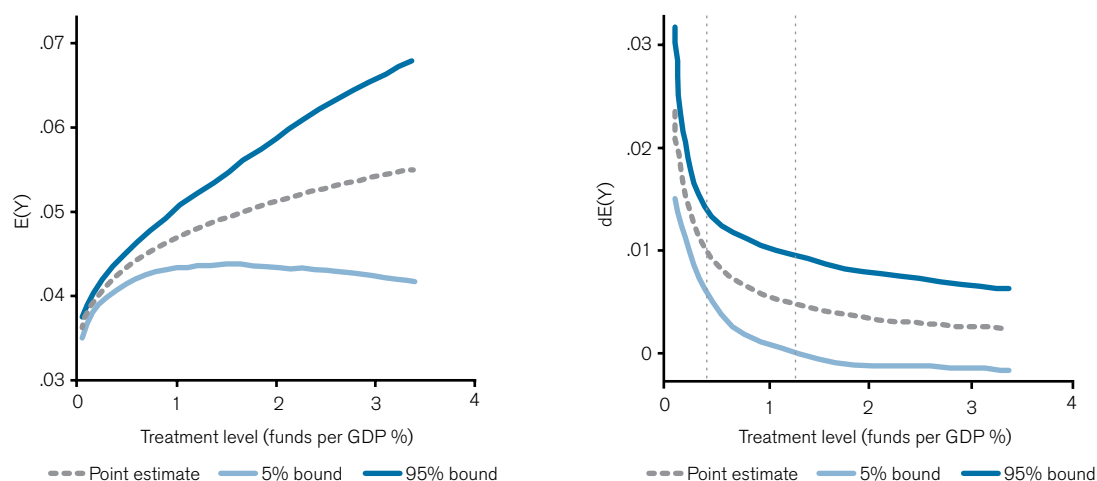 .07
.06
.05
.04
.03
E(Y)
0 1 2 3 4
Treatment level (funds per GDP %)
Point estimate 5% bound 95% bound
.03
.02
.01
0
dE(Y)
0 1 2 3 4
Treatment level (funds per GDP %)
Point estimate 5% bound 95% bound